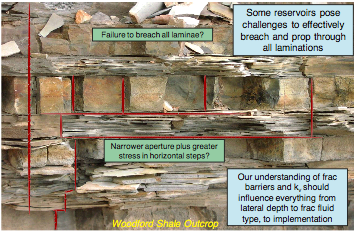 Some reservoirs pose
challenges to effectively
breach and prop through
all laminations
Failure to breach all laminae?
Narrower aperture plus greater
stress in horizontal steps?
Our understanding of frac
barriers and kv should
influence everything from
lateral depth to frac fluid
type, to implementation
Woodford Shale Outcrop